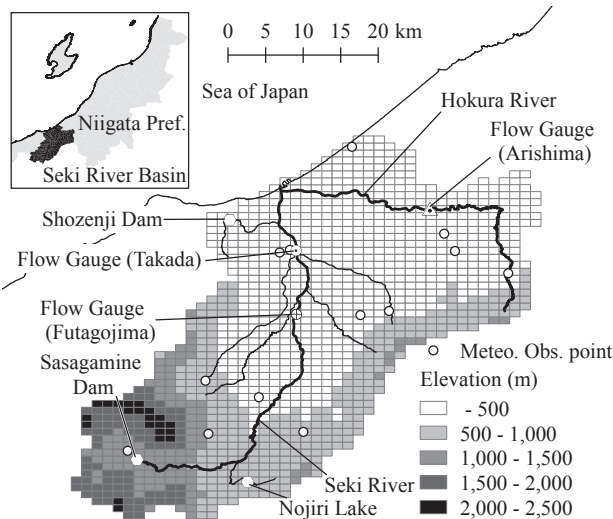 0 5 10 15 20 km
Sea of Japan
Niigata Pref.
Seki River Basin
Hokura River
Flow Gauge
(Arishima)
Shozenji Dam
Flow Gauge (Takada)
Flow Gauge
(Futagojima)
Sasagamine
Dam
Meteo. Obs. point
Elevation (m)
- 500
500 - 1,000
1,000 - 1,500
1,500 - 2,000
2,000 - 2,500
Seki River
Nojiri Lake